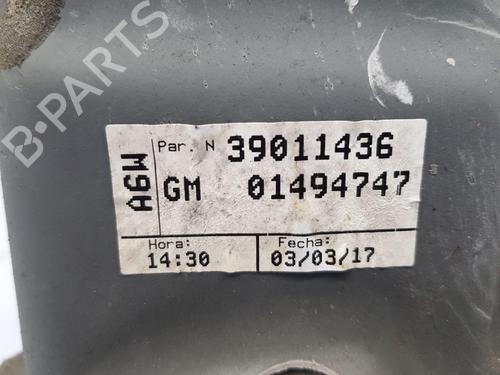 B-PARTS
A6W
Par. N 39011436
GM 01494747
Hora: Fecha:
14:30 03/03/17